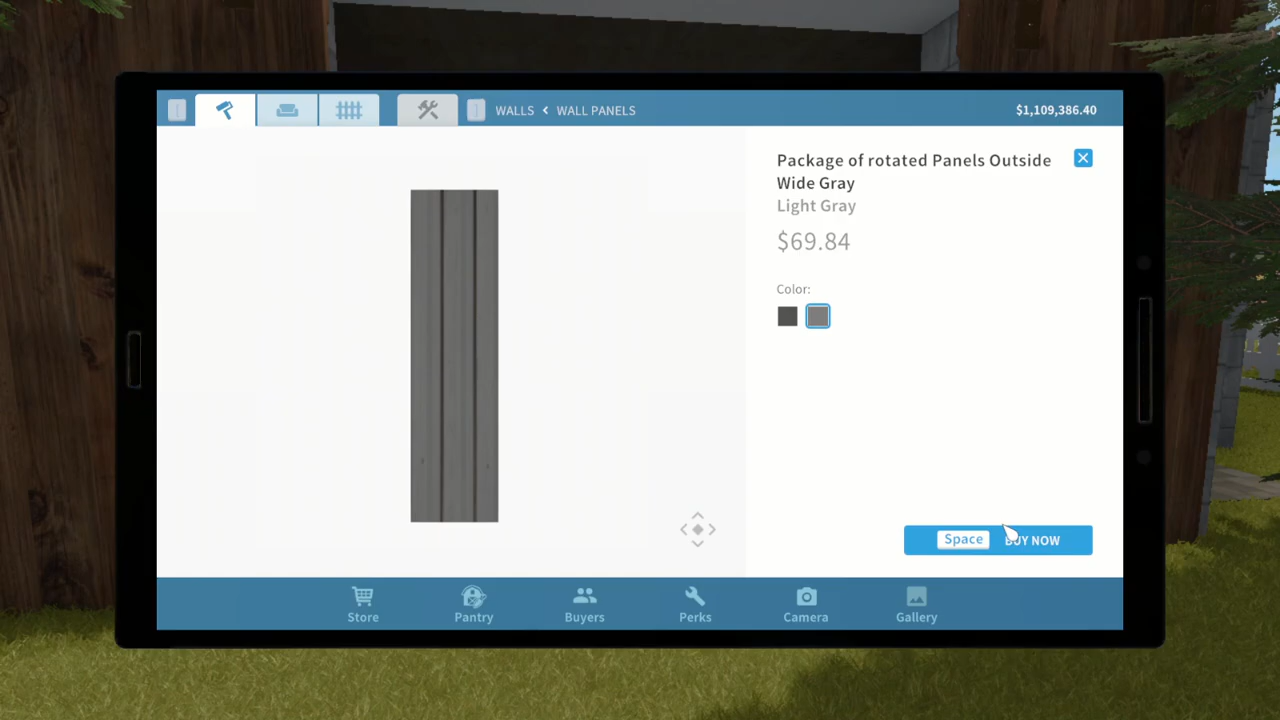 WALLS < WALL PANELS
$1,109,386.40
Package of rotated Panels Outside
Wide Gray
Light Gray
$69.84
Color:
Space BUY NOW
Store
Pantry
Buyers
Perks
Camera
Gallery